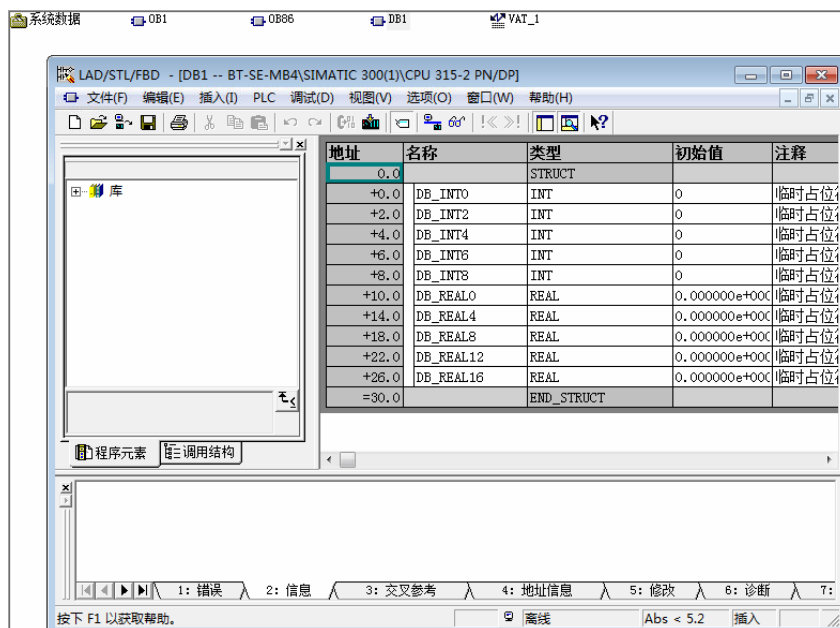 系统数据 OB1 OB86 DB1 VAT_1
LAD/STL/FBD - [DB1 -- BT-SE-MB4\SIMATIC 300(1)\CPU 315-2 PN/DP]
文件(F) 编辑(E) 插入(I) PLC 调试(D) 视图(V) 选项(O) 窗口(W) 帮助(H)
地址 名称 类型 初始值 注释
0.0 STRUCT
+0.0 DB_INT0 INT 0 临时占位
+2.0 DB_INT2 INT 0 临时占位
+4.0 DB_INT4 INT 0 临时占位
+6.0 DB_INT6 INT 0 临时占位
+8.0 DB_INT8 INT 0 临时占位
+10.0 DB_REAL0 REAL 0.000000e+000 临时占位
+14.0 DB_REAL4 REAL 0.000000e+000 临时占位
+18.0 DB_REAL8 REAL 0.000000e+000 临时占位
+22.0 DB_REAL12 REAL 0.000000e+000 临时占位
+26.0 DB_REAL16 REAL 0.000000e+000 临时占位
=30.0 END_STRUCT
库
程序元素 调用结构
1: 错误 2: 信息 3: 交叉参考 4: 地址信息 5: 修改 6: 诊断 7:
按下 F1 以获取帮助。 离线 Abs < 5.2 插入